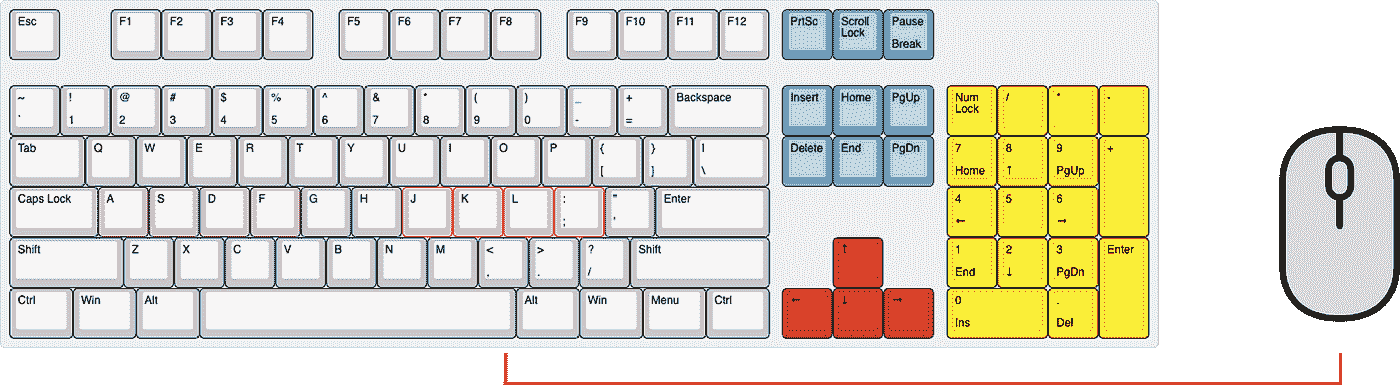 Esc F1 F2 F3 F4 F5 F6 F7 F8 F9 F10 F11 F12 PrtSc Scroll Lock Pause Break
~ ` ! 1 @ 2 # 3 $ 4 % 5 ^ 6 & 7 * 8 ( 9 ) 0 _ - + = Backspace Insert Home PgUp Num Lock / * -
Tab Q W E R T Y U I O P { [ } ] | \ Delete End PgDn 7 Home 8 ↑ 9 PgUp +
Caps Lock A S D F G H J K L : ; " ' Enter 4 ← 5 6 →
Shift Z X C V B N M < , > . ? / Shift ↑ 1 End 2 ↓ 3 PgDn Enter
Ctrl Win Alt Alt Win Menu Ctrl ← ↓ → 0 Ins . Del